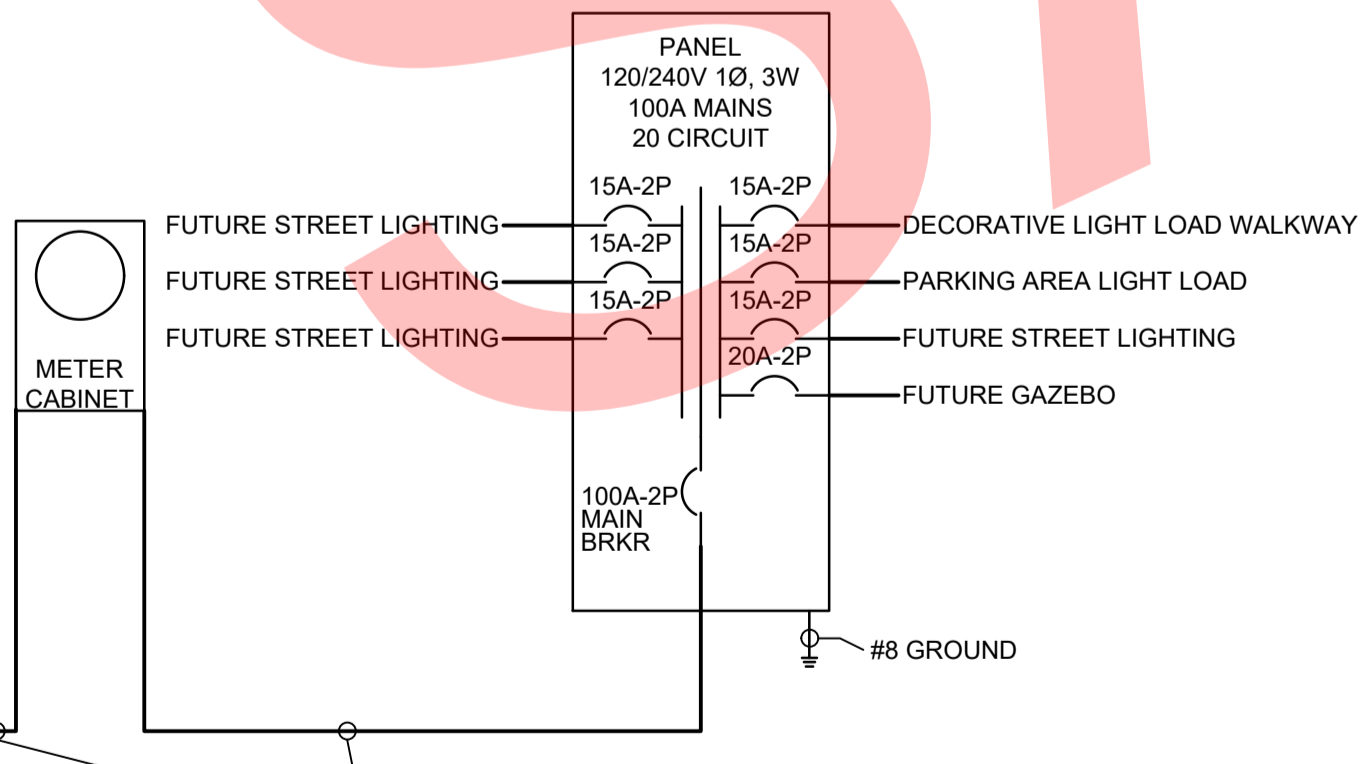 PANEL
120/240V 1Ø, 3W
100A MAINS
20 CIRCUIT
15A-2P
15A-2P
FUTURE STREET LIGHTING
DECORATIVE LIGHT LOAD WALKWAY
15A-2P
15A-2P
FUTURE STREET LIGHTING
PARKING AREA LIGHT LOAD
15A-2P
15A-2P
FUTURE STREET LIGHTING
FUTURE STREET LIGHTING
20A-2P
FUTURE GAZEBO
METER
CABINET
100A-2P
MAIN
BRKR
#8 GROUND